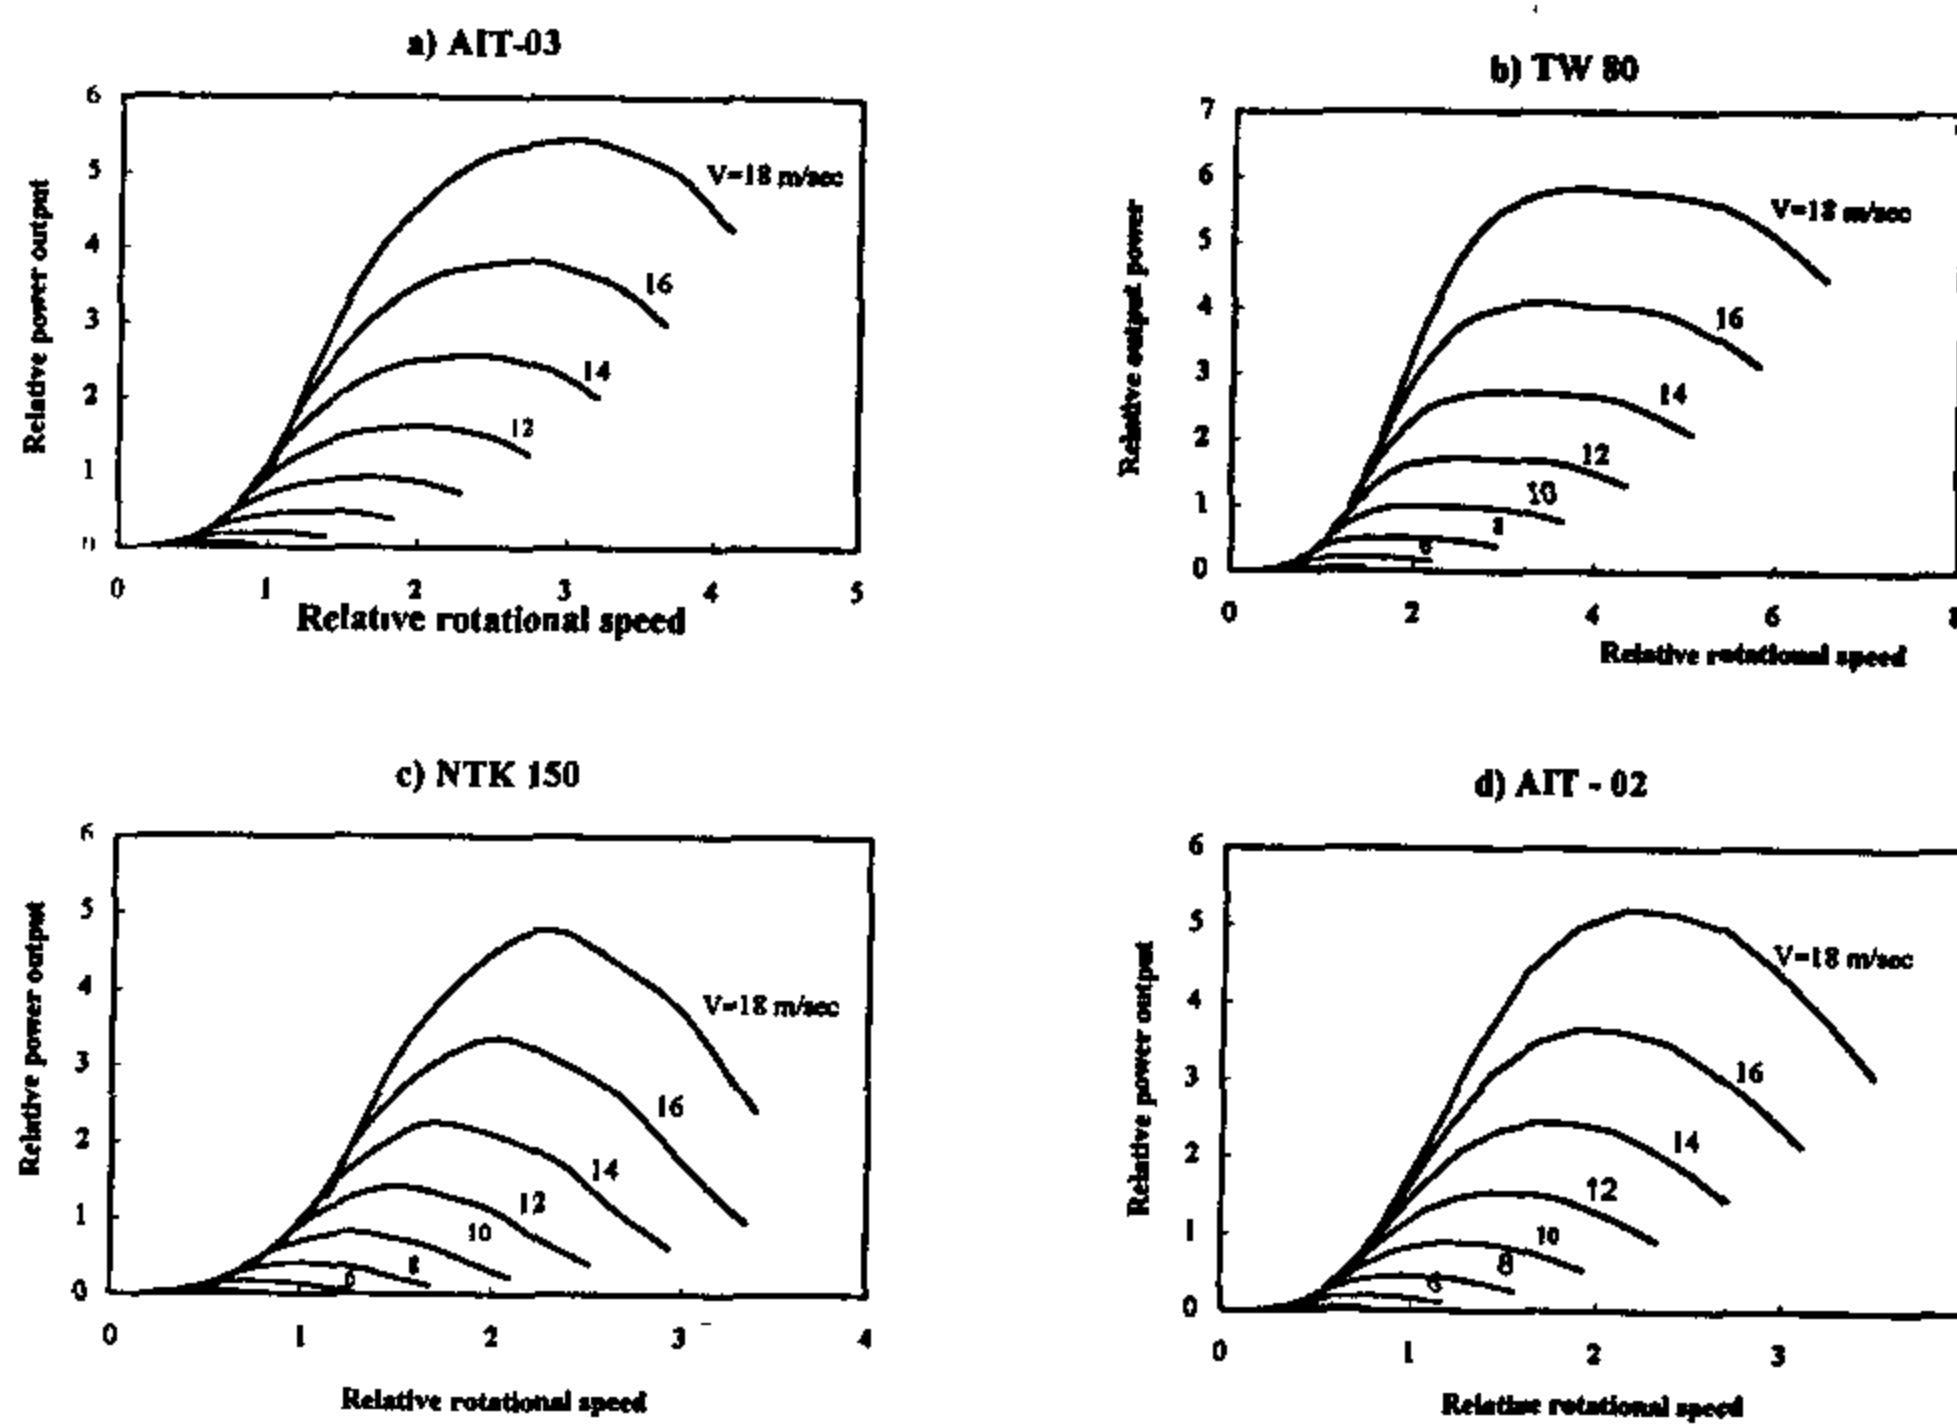 a) AIT-03
6
5
4
3
2
1
0
Relative power output
V=18 m/sec
16
14
12
0 1 2 3 4 5
Relative rotational speed
b) TW 80
7
6
5
4
3
2
1
0
Relative output power
V=18 m/sec
16
14
12
10
8
6
0 2 4 6 8
Relative rotational speed
c) NTK 150
6
5
4
3
2
1
0
Relative power output
V=18 m/sec
16
14
12
10
8
6
0 1 2 3 4
Relative rotational speed
d) AIT - 02
6
5
4
3
2
1
0
Relative power output
V=18 m/sec
16
14
12
10
8
6
0 1 2 3
Relative rotational speed